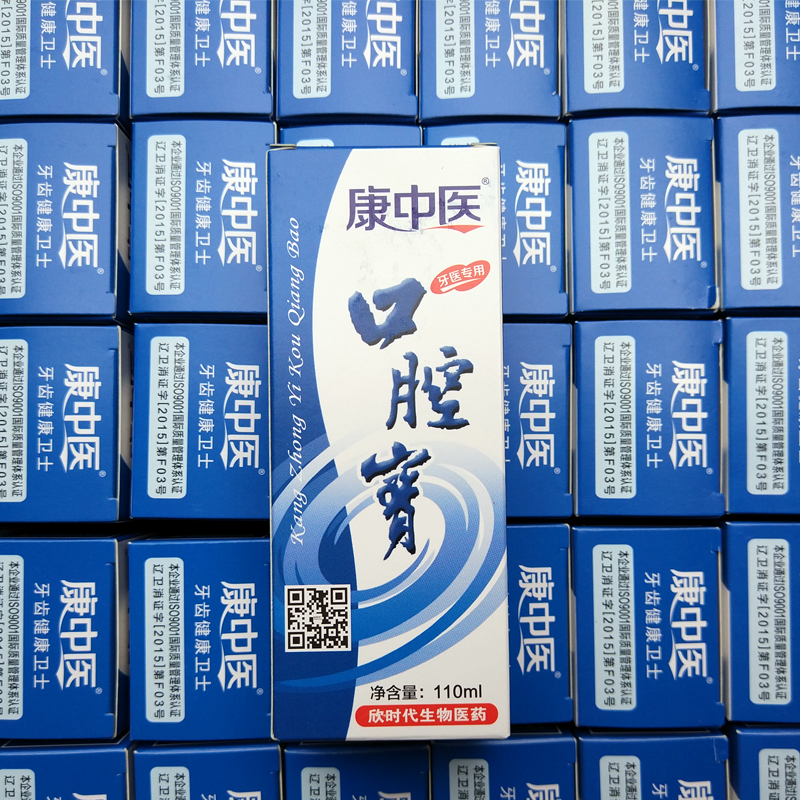 康中医®
牙医专用
口腔寶
Kang Zhong Yi Kou Qiang Bao
净含量：110ml
欣时代生物医药
康中医®
牙齿健康卫士
本企业通过ISO9001国际质量管理体系认证
辽卫消证字[2015]第F03号